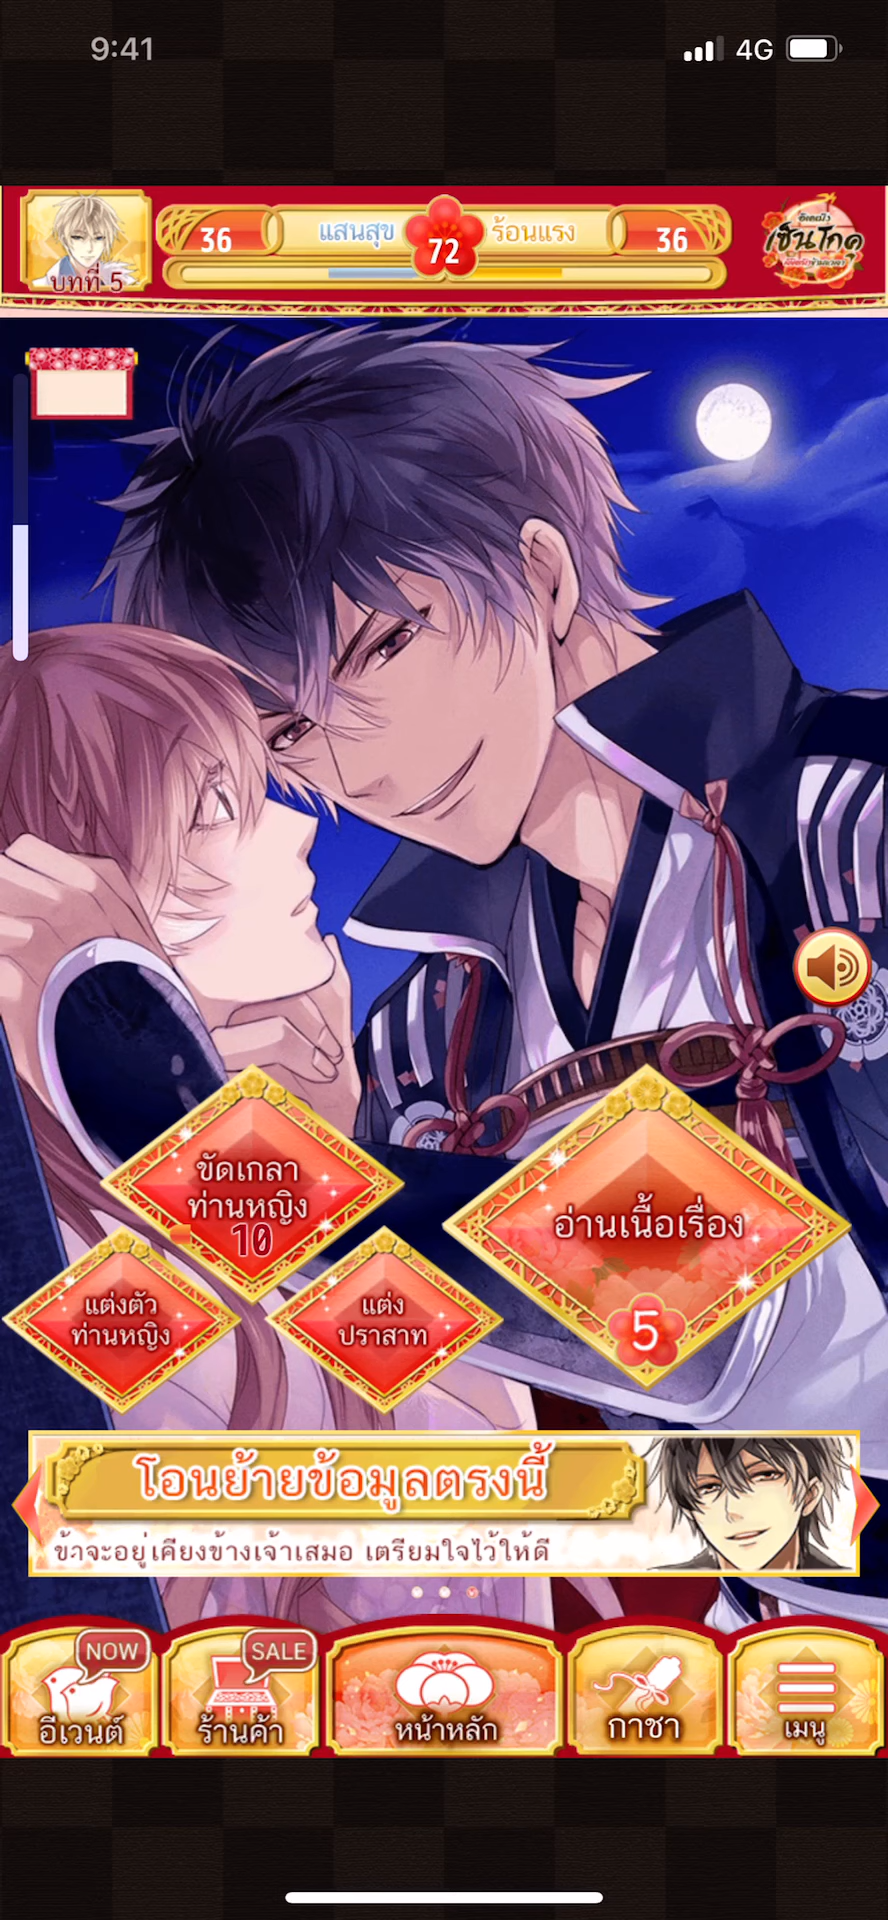 9:41
4G
36
แสนสุข
72
ร้อนแรง
36
อิเคเมน
เซ็นโกคุ
บทที่ 5
ขัดเกลา
ท่านหญิง
10
อ่านเนื้อเรื่อง
5
แต่งตัว
ท่านหญิง
แต่ง
ปราสาท
โอนย้ายข้อมูลตรงนี้
ข้าจะอยู่เคียงข้างเจ้าเสมอ เตรียมใจไว้ให้ดี
NOW
SALE
อีเวนต์
ร้านค้า
หน้าหลัก
กาชา
เมนู